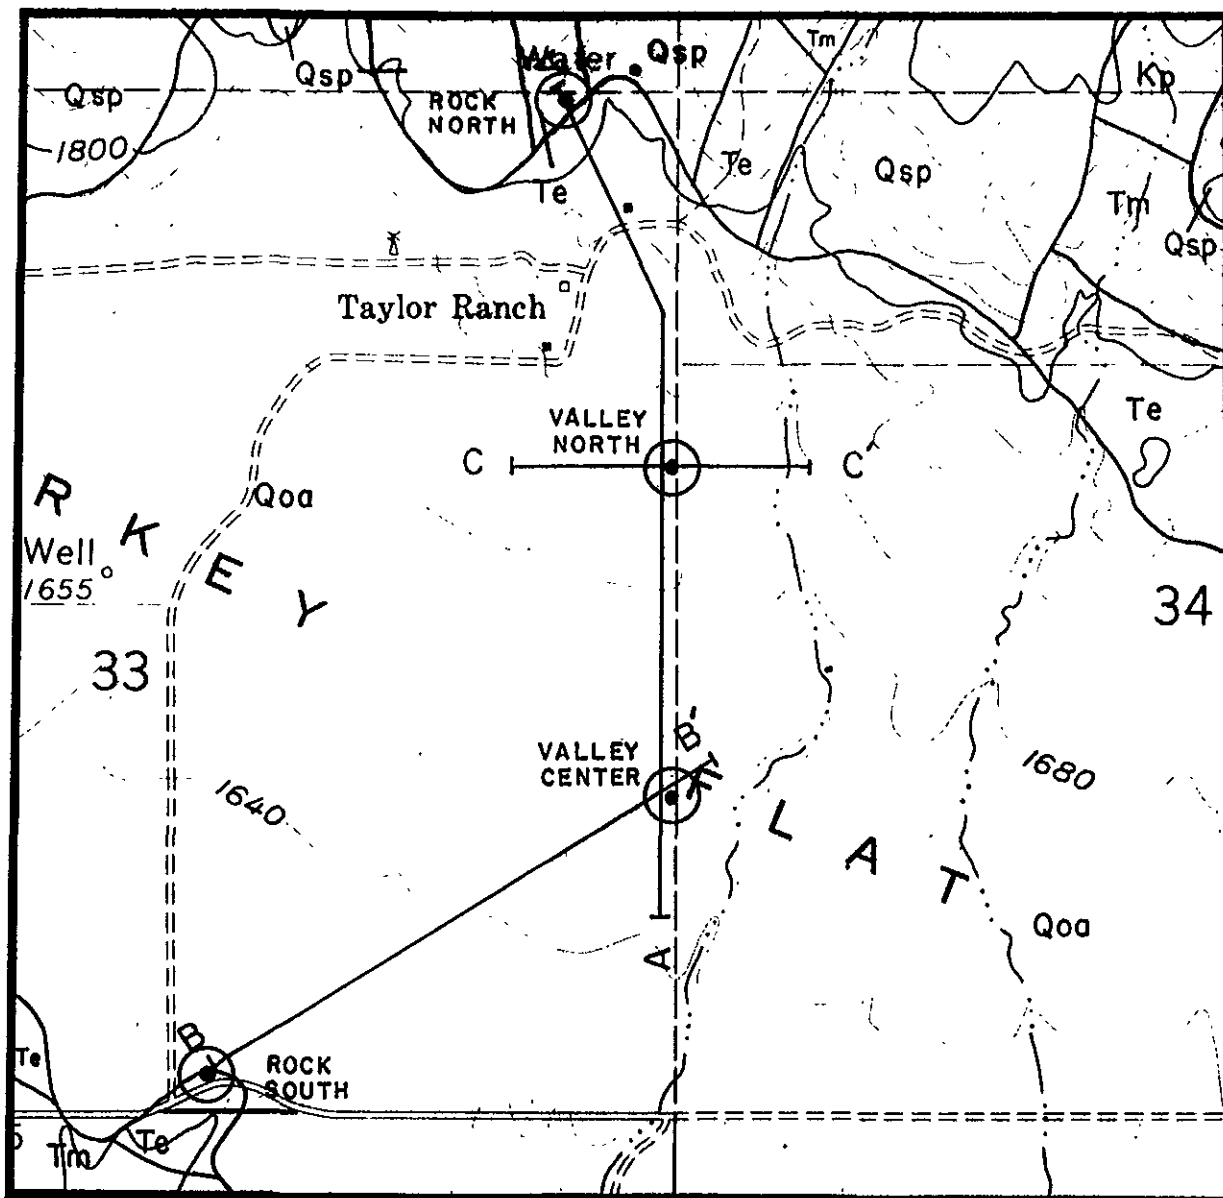 Tm
Water
Qsp
Qsp
Qsp
Kp
ROCK
NORTH
1800
Te
Te
Qsp
Tm
Qsp
Taylor Ranch
VALLEY
NORTH
Te
C
C′
R K E Y
Qoa
Well
1655
34
33
B′
VALLEY
CENTER
1680
1640
F L A T
Qoa
A
B
Te
ROCK
SOUTH
5
Tm
Te